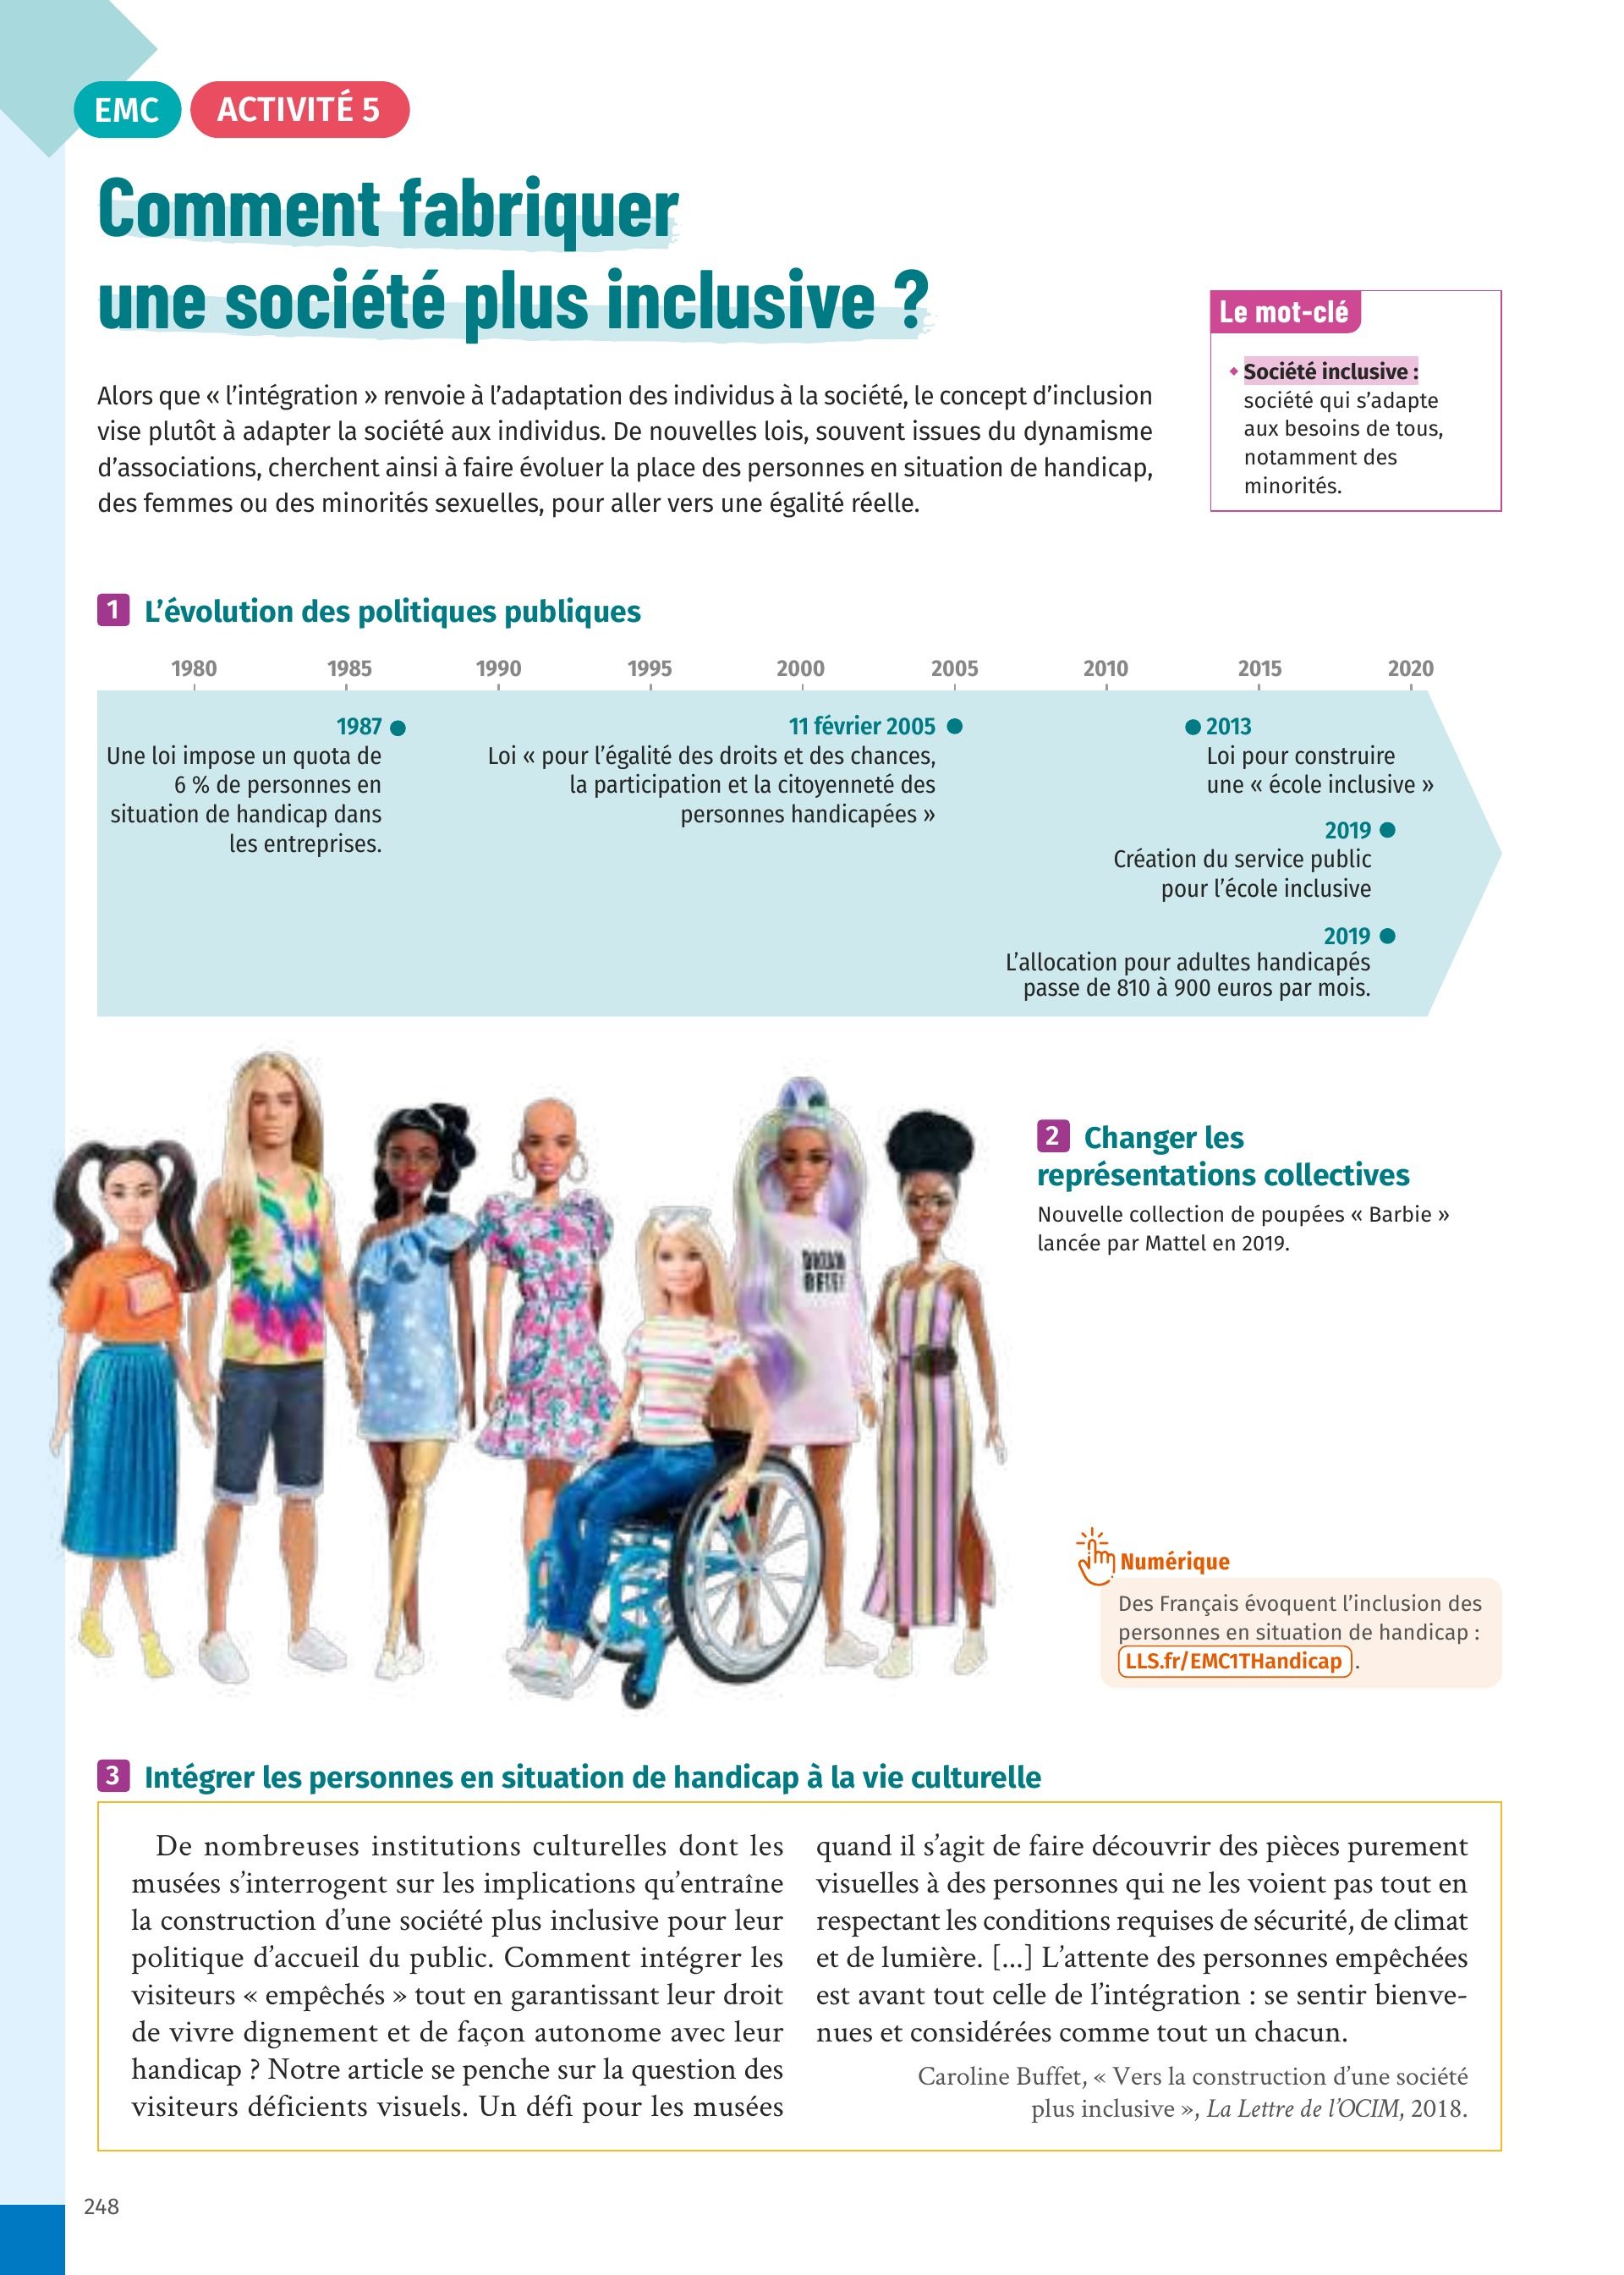 EMC
ACTIVITÉ 5
Comment fabriquer
une société plus inclusive ?
Alors que « l'intégration » renvoie à l'adaptation des individus à la société, le concept d'inclusion
vise plutôt à adapter la société aux individus. De nouvelles lois, souvent issues du dynamisme
d'associations, cherchent ainsi à faire évoluer la place des personnes en situation de handicap,
des femmes ou des minorités sexuelles, pour aller vers une égalité réelle.
Le mot-clé
Société inclusive :
société qui s'adapte
aux besoins de tous,
notamment des
minorités.
1 L'évolution des politiques publiques
1980 1985 1990 1995 2000 2005 2010 2015 2020
1987
Une loi impose un quota de
6 % de personnes en
situation de handicap dans
les entreprises.
11 février 2005
Loi « pour l'égalité des droits et des chances,
la participation et la citoyenneté des
personnes handicapées »
2013
Loi pour construire
une « école inclusive »
2019
Création du service public
pour l'école inclusive
2019
L'allocation pour adultes handicapés
passe de 810 à 900 euros par mois.
2 Changer les
représentations collectives
Nouvelle collection de poupées « Barbie »
lancée par Mattel en 2019.
Numérique
Des Français évoquent l'inclusion des
personnes en situation de handicap :
LLS.fr/EMC1THandicap .
3 Intégrer les personnes en situation de handicap à la vie culturelle
De nombreuses institutions culturelles dont les
musées s'interrogent sur les implications qu'entraîne
la construction d'une société plus inclusive pour leur
politique d'accueil du public. Comment intégrer les
visiteurs « empêchés » tout en garantissant leur droit
de vivre dignement et de façon autonome avec leur
handicap ? Notre article se penche sur la question des
visiteurs déficients visuels. Un défi pour les musées
quand il s'agit de faire découvrir des pièces purement
visuelles à des personnes qui ne les voient pas tout en
respectant les conditions requises de sécurité, de climat
et de lumière. [...] L'attente des personnes empêchées
est avant tout celle de l'intégration : se sentir bienve-
nues et considérées comme tout un chacun.
Caroline Buffet, « Vers la construction d'une société
plus inclusive », La Lettre de l'OCIM, 2018.
248